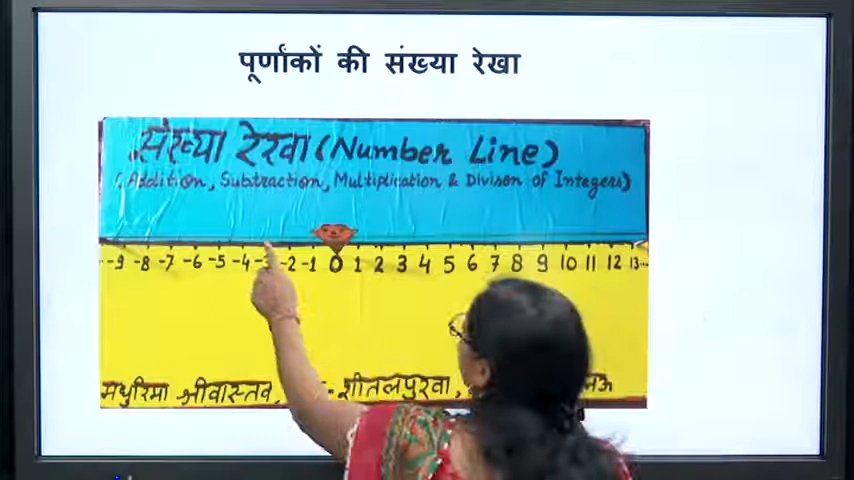 पूर्णांकों की संख्या रेखा
संख्या रेखा (Number Line)
(Addition, Subtraction, Multiplication & Division of Integers)
-9 -8 -7 -6 -5 -4 -3 -2 -1 0 1 2 3 4 5 6 7 8 9 10 11 12 13...
मधुरिमा श्रीवास्तव, शीतलपुरवा,